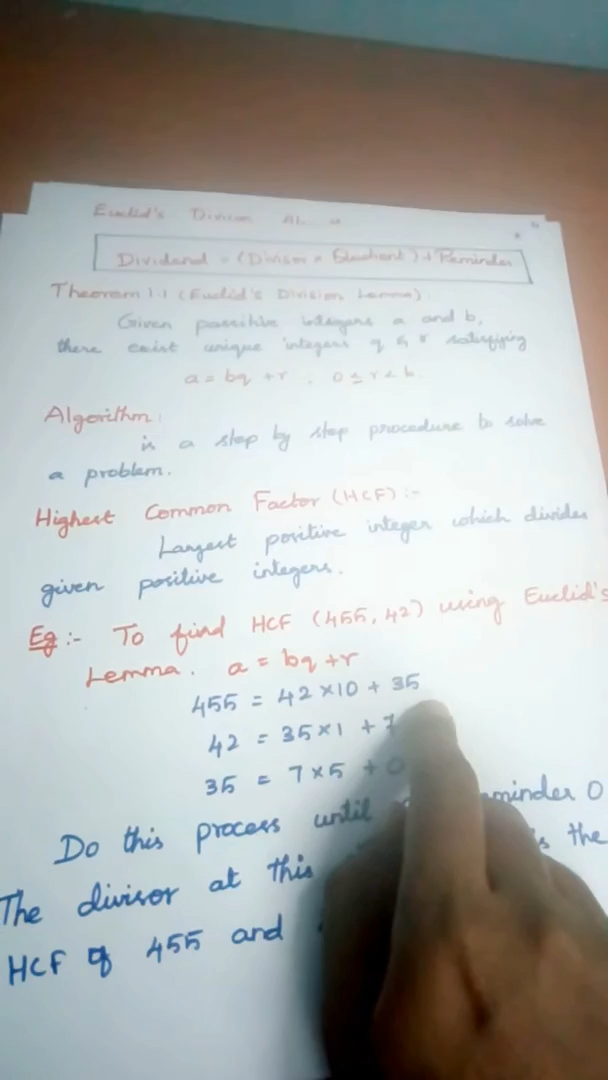 Euclid's Division
Dividend = (Divisor × Quotient) + Remainder
Theorem 1.1 (Euclid's Division Lemma):
Given possitive integers a and b,
there exist unique integers q & r satisfying
a = bq + r, 0 ≤ r < b.
Algorithm:
is a step by step procedure to solve
a problem.
Highest Common Factor (HCF) :-
Largest positive integer which divides
given positive integers.
Eg:- To find HCF (455, 42) using Euclid's
Lemma. a = bq + r
455 = 42 × 10 + 35
42 = 35 × 1 + 7
35 = 7 × 5 + 0
Do this process until 0
The divisor at this the
HCF of 455 and